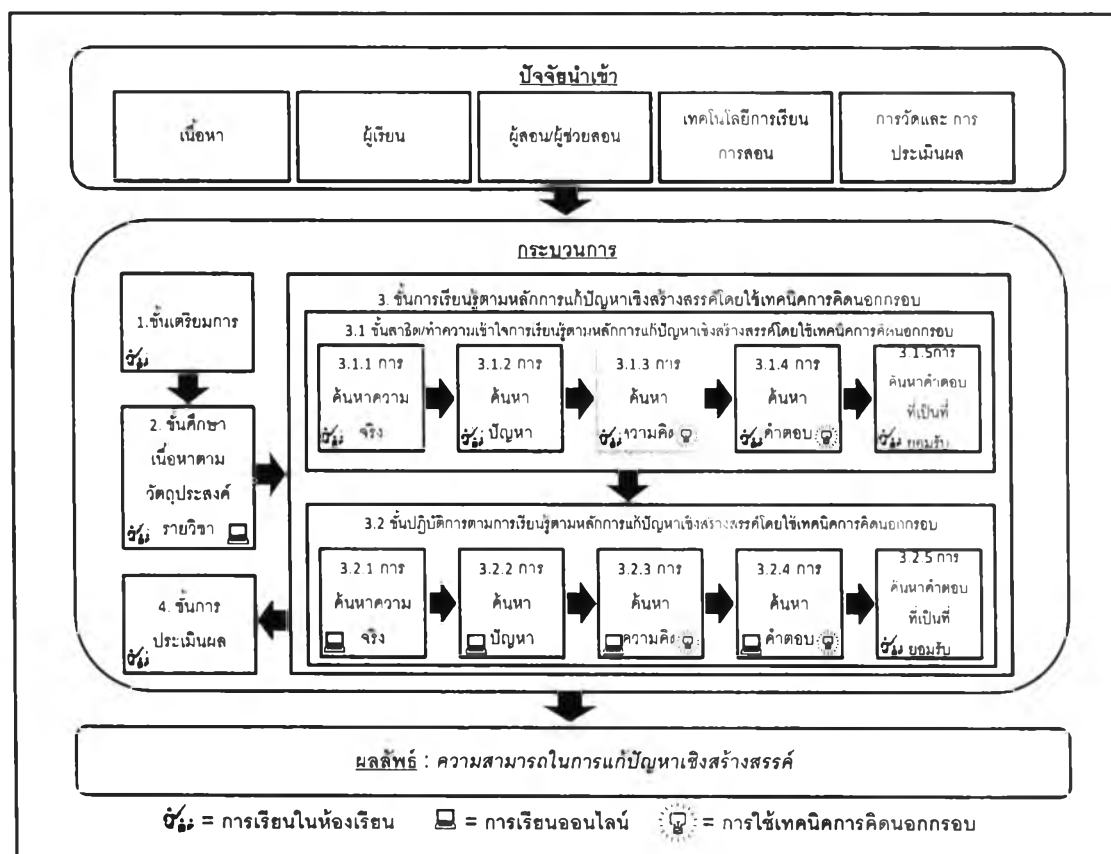 ปัจจัยนำเข้า
เนื้อหา
ผู้เรียน
ผู้สอน/ผู้ช่วยสอน
เทคโนโลยีการเรียน
การสอน
การวัดและ การ
ประเมินผล
กระบวนการ
1.ขั้นเตรียมการ
2. ขั้นศึกษา
เนื้อหาตาม
วัตถุประสงค์
รายวิชา
3. ขั้นการเรียนรู้ตามหลักการแก้ปัญหาเชิงสร้างสรรค์โดยใช้เทคนิคการคิดนอกกรอบ
3.1 ขั้นสาธิต/ทำความเข้าใจการเรียนรู้ตามหลักการแก้ปัญหาเชิงสร้างสรรค์โดยใช้เทคนิคการคิดนอกกรอบ
3.1.1 การ
ค้นหาความ
จริง
3.1.2 การ
ค้นหา
ปัญหา
3.1.3 การ
ค้นหา
ความคิด
3.1.4 การ
ค้นหา
คำตอบ
3.1.5การ
ค้นหาคำตอบ
ที่เป็นที่
ยอมรับ
3.2 ขั้นปฏิบัติการตามการเรียนรู้ตามหลักการแก้ปัญหาเชิงสร้างสรรค์โดยใช้เทคนิคการคิดนอกกรอบ
3.2.1 การ
ค้นหาความ
จริง
3.2.2 การ
ค้นหา
ปัญหา
3.2.3 การ
ค้นหา
ความคิด
3.2.4 การ
ค้นหา
คำตอบ
3.2.5 การ
ค้นหาคำตอบ
ที่เป็นที่
ยอมรับ
4. ขั้นการ
ประเมินผล
ผลลัพธ์ : ความสามารถในการแก้ปัญหาเชิงสร้างสรรค์
= การเรียนในห้องเรียน
= การเรียนออนไลน์
= การใช้เทคนิคการคิดนอกกรอบ